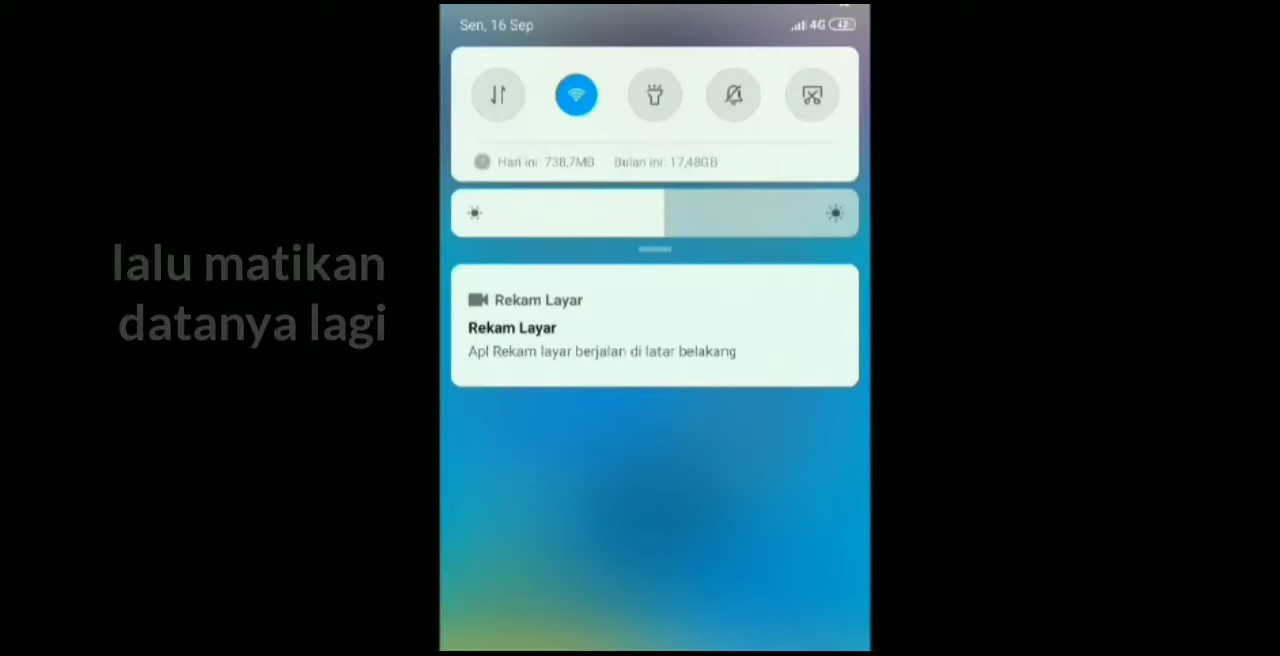 Sen, 16 Sep
4G 42
Hari ini: 738,7MB Bulan ini: 17,48GB
lalu matikan
datanya lagi
Rekam Layar
Rekam Layar
Apl Rekam layar berjalan di latar belakang